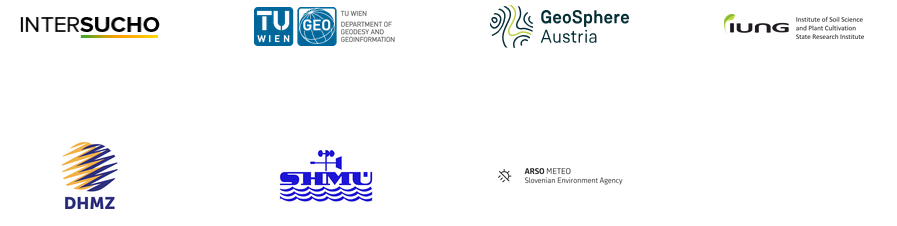 INTERSUCHO
TU
WIEN
GEO
TU WIEN
DEPARTMENT OF
GEODESY AND
GEOINFORMATION
GeoSphere
Austria
IUNG
Institute of Soil Science
and Plant Cultivation
State Research Institute
DHMZ
SHMÚ
ARSO METEO
Slovenian Environment Agency